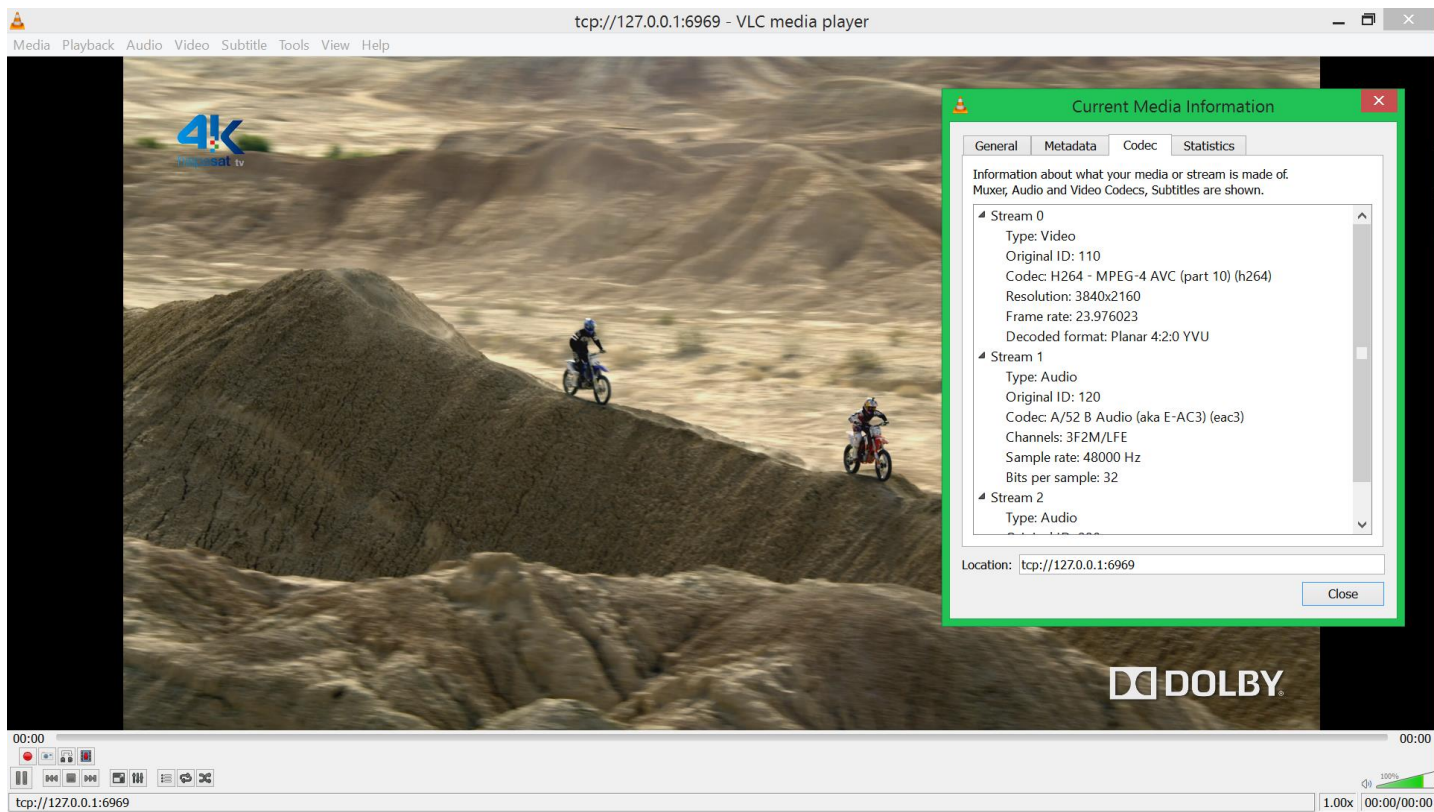 tcp://127.0.0.1:6969 - VLC media player
Media Playback Audio Video Subtitle Tools View Help
4K
tv
DOLBY
Current Media Information
General Metadata Codec Statistics
Information about what your media or stream is made of.
Muxer, Audio and Video Codecs, Subtitles are shown.
Stream 0
Type: Video
Original ID: 110
Codec: H264 - MPEG-4 AVC (part 10) (h264)
Resolution: 3840x2160
Frame rate: 23.976023
Decoded format: Planar 4:2:0 YVU
Stream 1
Type: Audio
Original ID: 120
Codec: A/52 B Audio (aka E-AC3) (eac3)
Channels: 3F2M/LFE
Sample rate: 48000 Hz
Bits per sample: 32
Stream 2
Type: Audio
Location: tcp://127.0.0.1:6969
Close
00:00 00:00
100%
tcp://127.0.0.1:6969 1.00x 00:00/00:00